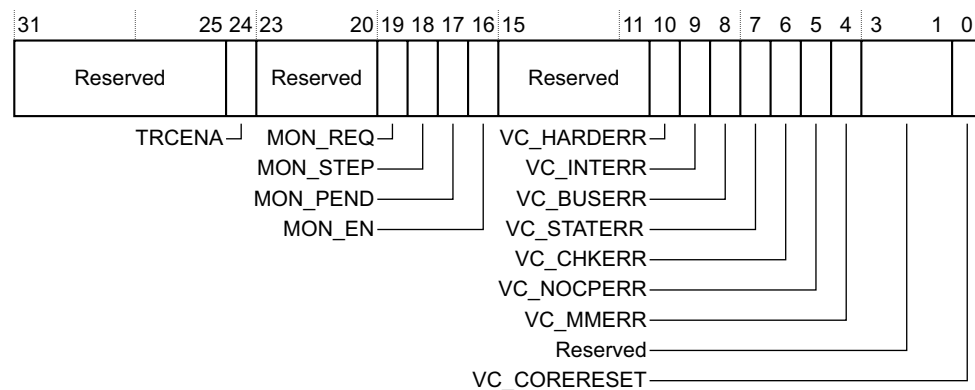 31 25 24 23 20 19 18 17 16 15 11 10 9 8 7 6 5 4 3 1 0
Reserved Reserved Reserved
TRCENA MON_REQ VC_HARDERR
MON_STEP VC_INTERR
MON_PEND VC_BUSERR
MON_EN VC_STATERR
VC_CHKERR
VC_NOCPERR
VC_MMERR
Reserved
VC_CORERESET